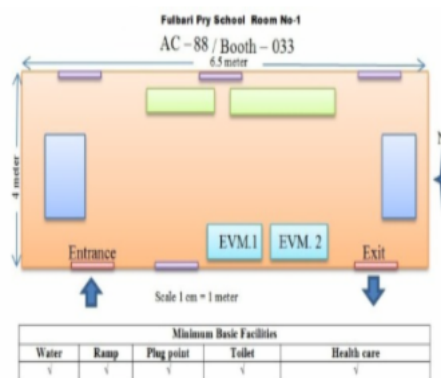 Fulbari Pry School Room No-1
AC – 88 / Booth – 033
6.5 meter
4 meter
N
EVM.1 EVM. 2
Entrance Exit
Scale 1 cm = 1 meter
Minimum Basic Facilities
Water Ramp Plug point Toilet Health care
√ √ √ √ √